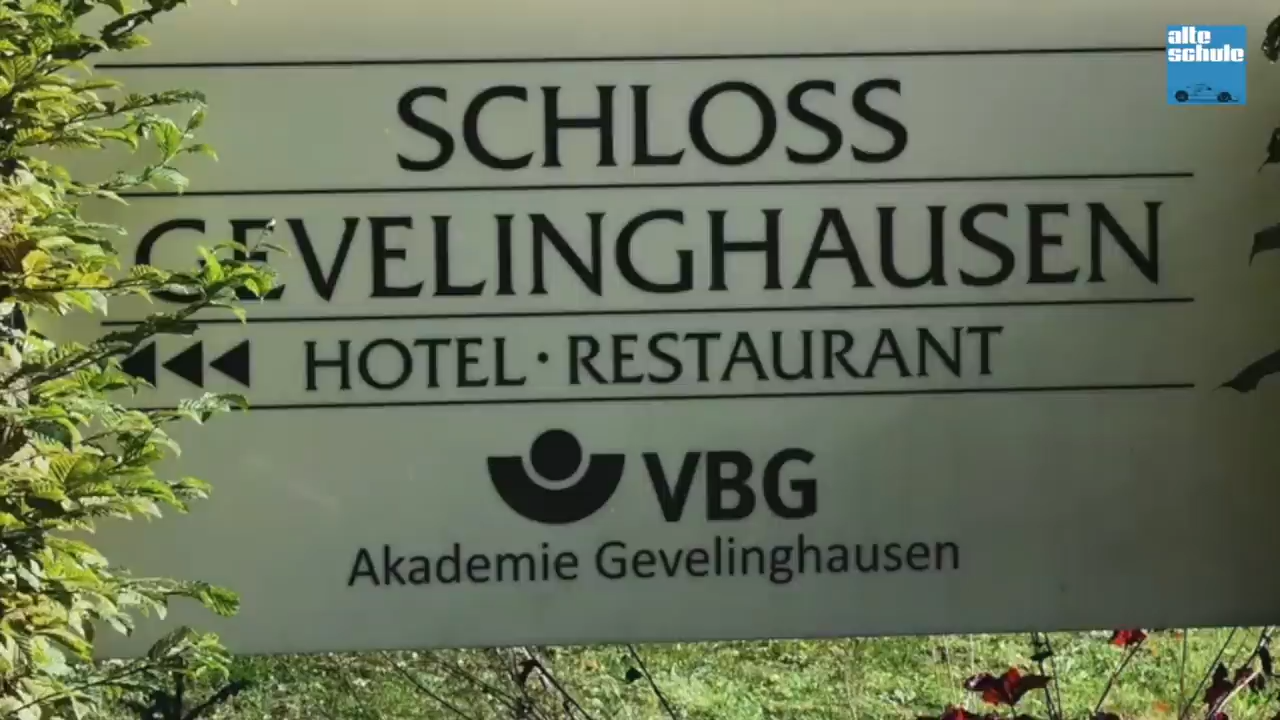 alte
schule
SCHLOSS
GEVELINGHAUSEN
HOTEL · RESTAURANT
VBG
Akademie Gevelinghausen